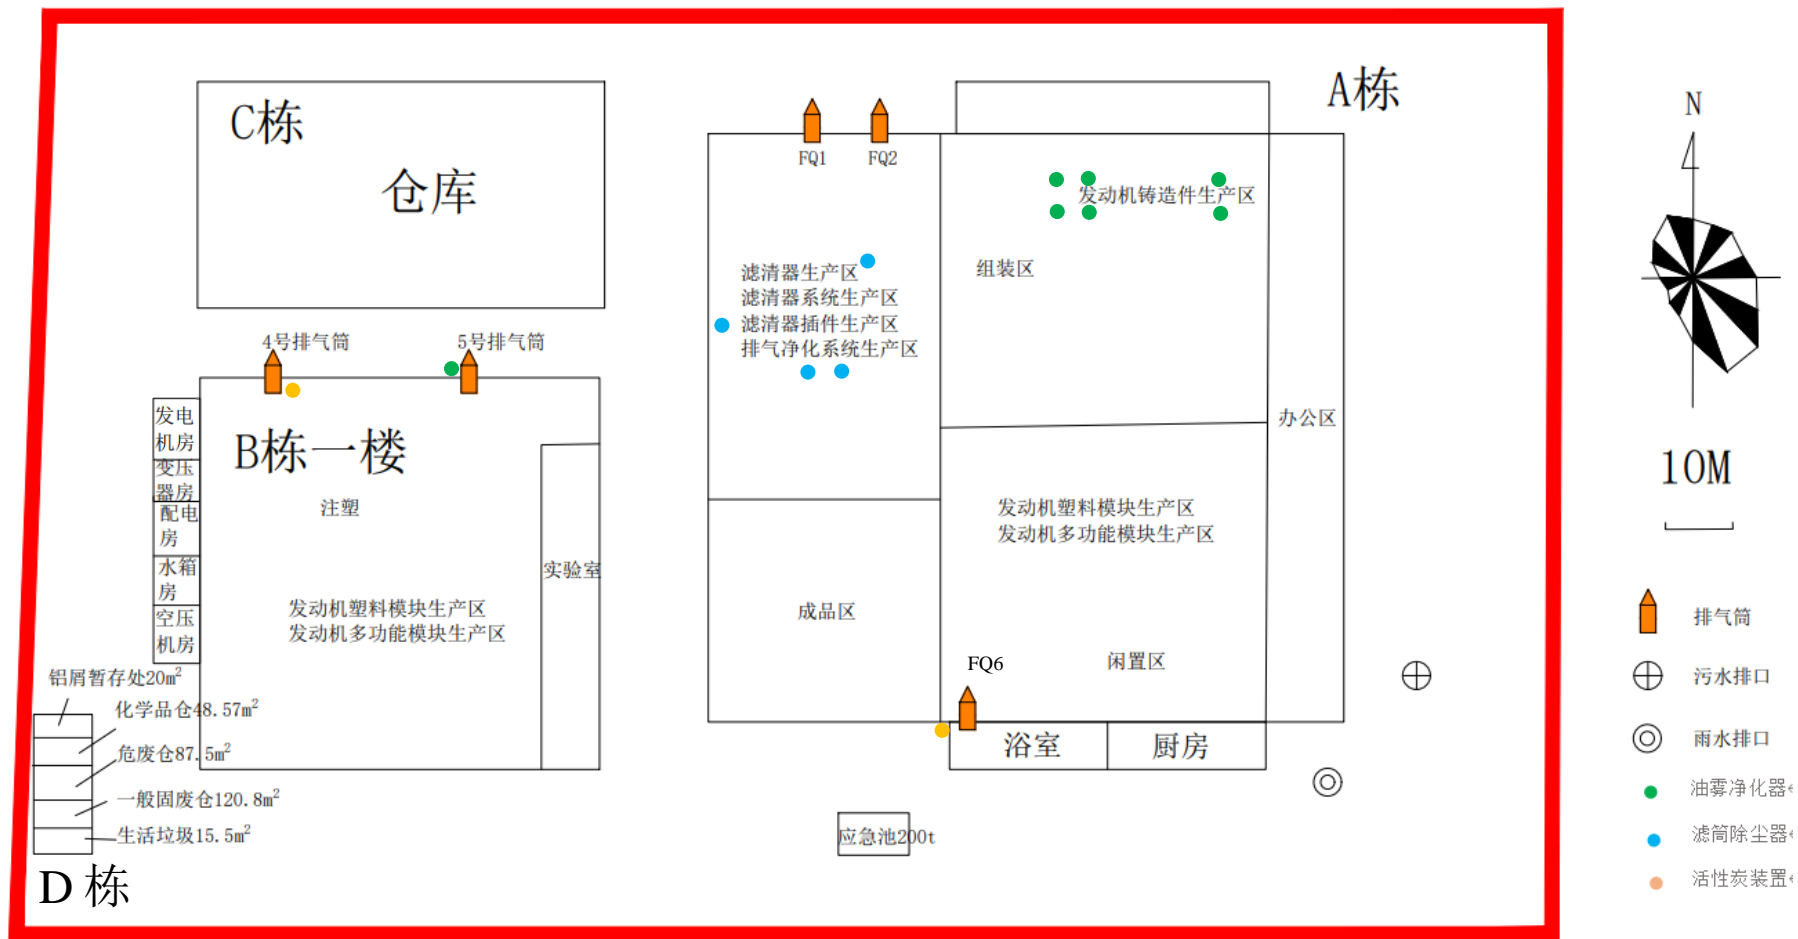 C栋
仓库
A栋
FQ1
FQ2
发动机铸造件生产区
组装区
滤清器生产区
滤清器系统生产区
滤清器插件生产区
排气净化系统生产区
办公区
4号排气筒
5号排气筒
发电
机房
变压
器房
配电
房
水箱
房
空压
机房
B栋一楼
注塑
实验室
发动机塑料模块生产区
发动机多功能模块生产区
成品区
发动机塑料模块生产区
发动机多功能模块生产区
闲置区
FQ6
浴室
厨房
铝屑暂存处20m²
化学品仓48.57m²
危废仓87.5m²
一般固废仓120.8m²
生活垃圾15.5m²
D 栋
应急池200t
N
10M
排气筒
污水排口
雨水排口
油雾净化器
滤筒除尘器
活性炭装置